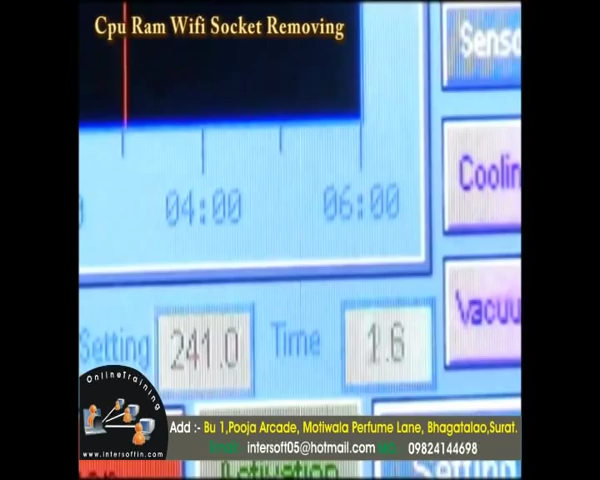 Cpu Ram Wifi Socket Removing
Senso
Coolin
04:00 06:00
Vacuu
Setting 241.0 Time 1.6
OnlineTraining
www.intersoftin.com
Add :- Bu 1,Pooja Arcade, Motiwala Perfume Lane, Bhagatalao,Surat.
intersoft05@hotmail.com 09824144698
Setting